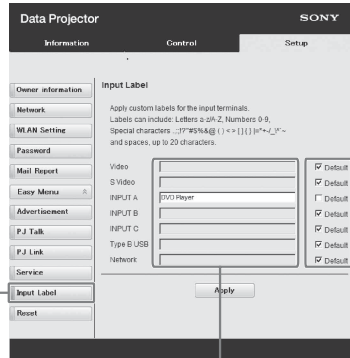 Data Projector
SONY
Information
Control
Setup
Owner information
Network
WLAN Setting
Password
Mail Report
Easy Menu
Advertisement
PJ Talk
PJ Link
Service
Input Label
Reset
Input Label
Apply custom labels for the input terminals.
Labels can include: Letters a-z/A-Z, Numbers 0-9,
and spaces, up to 20 characters.
Video
Default
S Video
Default
INPUT A
DVD Player
Default
INPUT B
Default
INPUT C
Default
Type B USB
Default
Network
Default
Apply